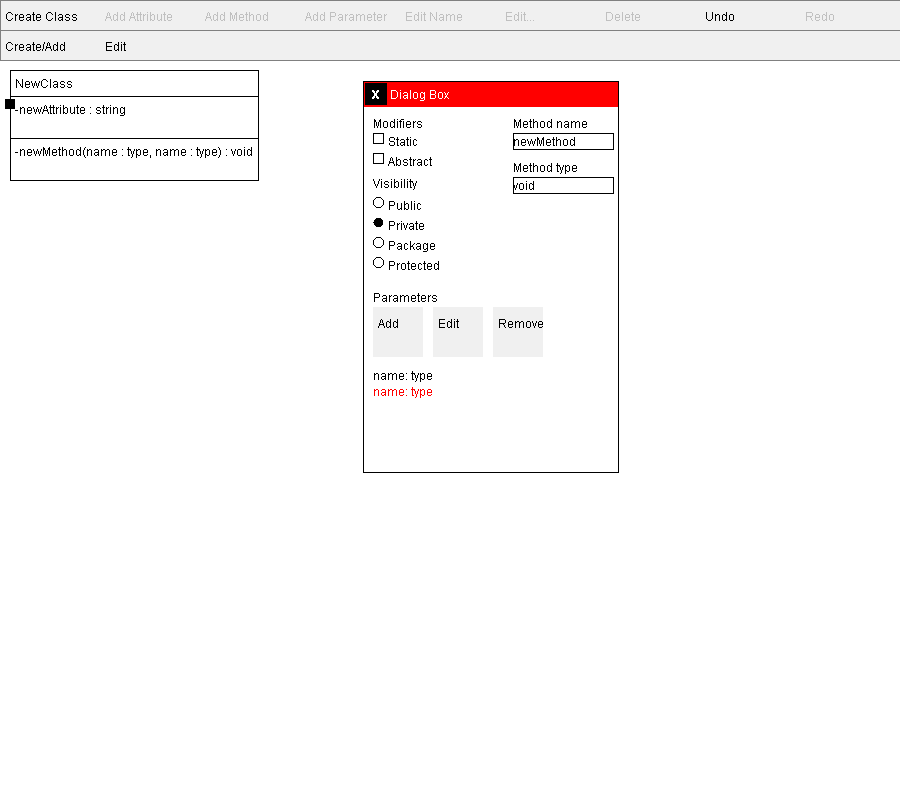 Create Class Add Attribute Add Method Add Parameter Edit Name Edit... Delete Undo Redo
Create/Add Edit
NewClass
-newAttribute : string
-newMethod(name : type, name : type) : void
X Dialog Box
Modifiers
Static
Abstract
Visibility
Public
Private
Package
Protected
Method name
newMethod
Method type
void
Parameters
Add Edit Remove
name: type
name: type